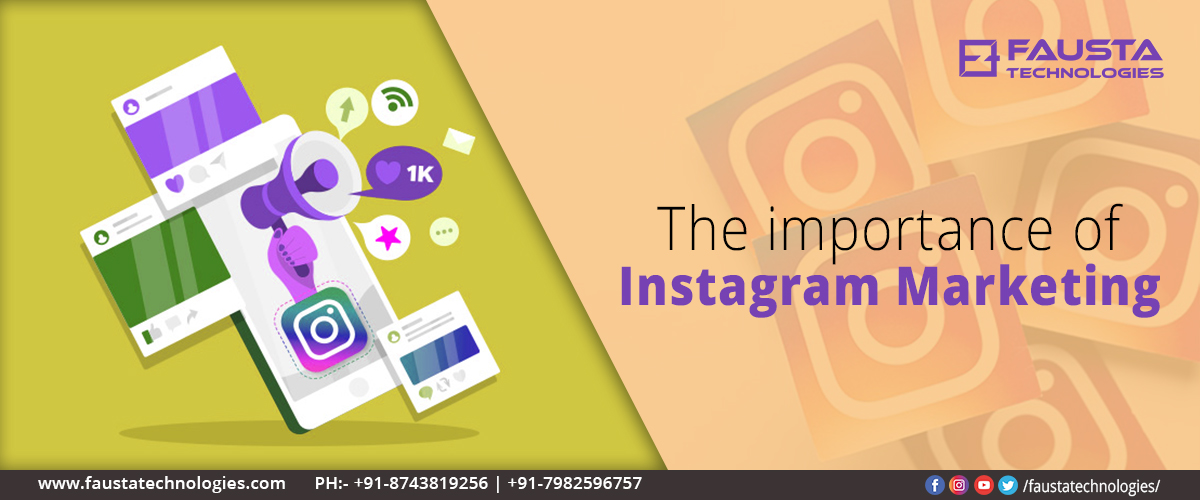 FAUSTA
TECHNOLOGIES
1K
The importance of
Instagram Marketing
www.faustatechnologies.com PH:- +91-8743819256 | +91-7982596757 /faustatechnologies/